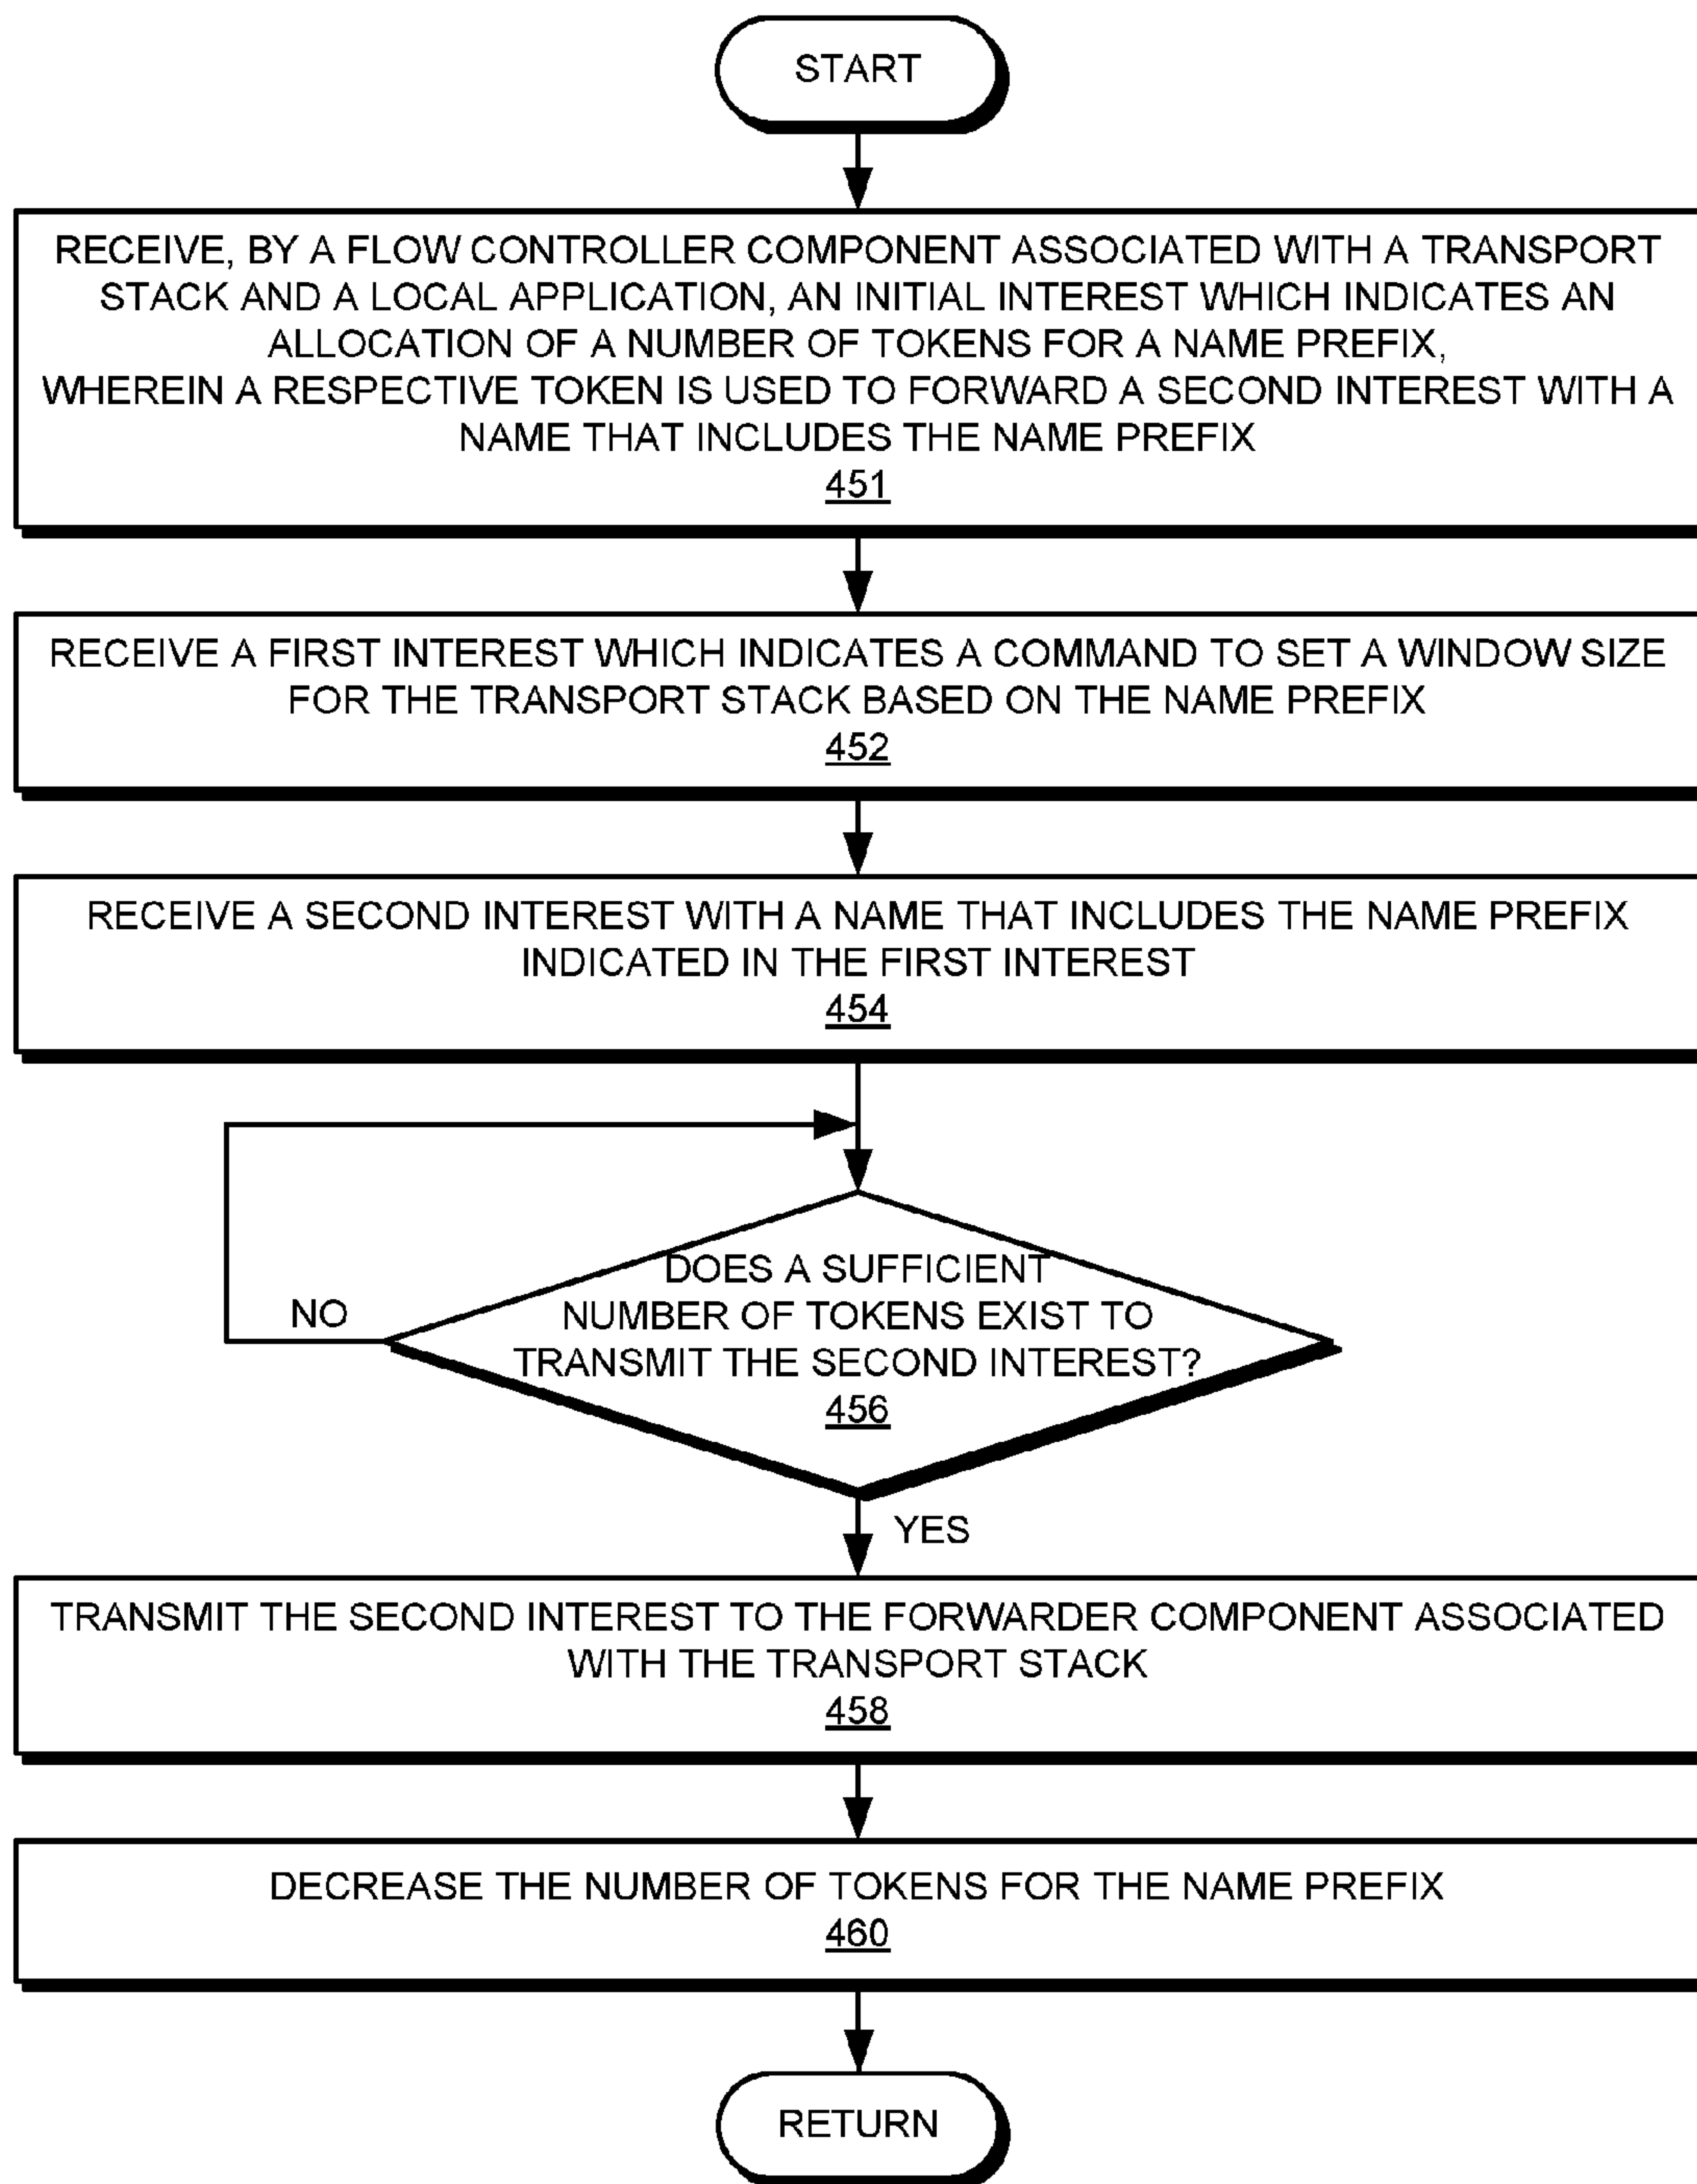 START
RECEIVE, BY A FLOW CONTROLLER COMPONENT ASSOCIATED WITH A TRANSPORT
STACK AND A LOCAL APPLICATION, AN INITIAL INTEREST WHICH INDICATES AN
ALLOCATION OF A NUMBER OF TOKENS FOR A NAME PREFIX,
WHEREIN A RESPECTIVE TOKEN IS USED TO FORWARD A SECOND INTEREST WITH A
NAME THAT INCLUDES THE NAME PREFIX
451
RECEIVE A FIRST INTEREST WHICH INDICATES A COMMAND TO SET A WINDOW SIZE
FOR THE TRANSPORT STACK BASED ON THE NAME PREFIX
452
RECEIVE A SECOND INTEREST WITH A NAME THAT INCLUDES THE NAME PREFIX
INDICATED IN THE FIRST INTEREST
454
DOES A SUFFICIENT
NUMBER OF TOKENS EXIST TO
TRANSMIT THE SECOND INTEREST?
456
NO
YES
TRANSMIT THE SECOND INTEREST TO THE FORWARDER COMPONENT ASSOCIATED
WITH THE TRANSPORT STACK
458
DECREASE THE NUMBER OF TOKENS FOR THE NAME PREFIX
460
RETURN